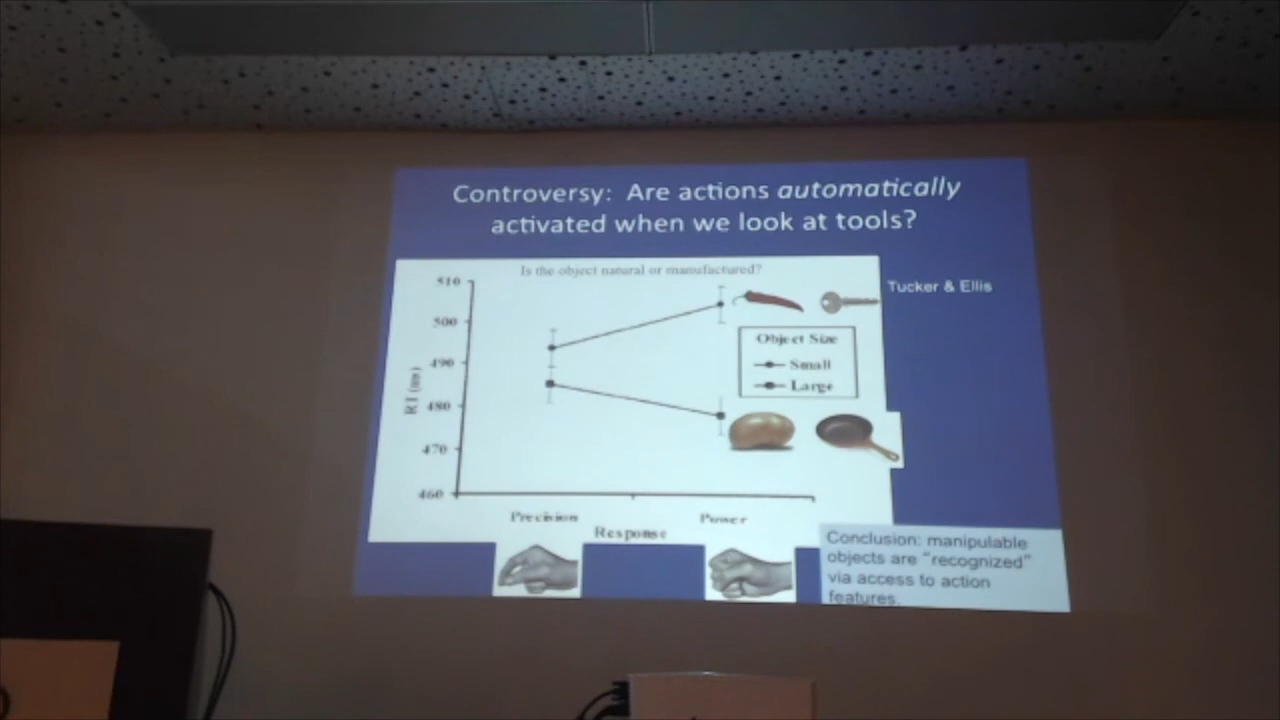 Controversy: Are actions automatically
activated when we look at tools?
Is the object natural or manufactured?
Tucker & Ellis
510
500
490
480
470
460
RT (ms)
Object Size
Small
Large
Precision
Power
Response
Conclusion: manipulable
objects are “recognized”
via access to action
features.